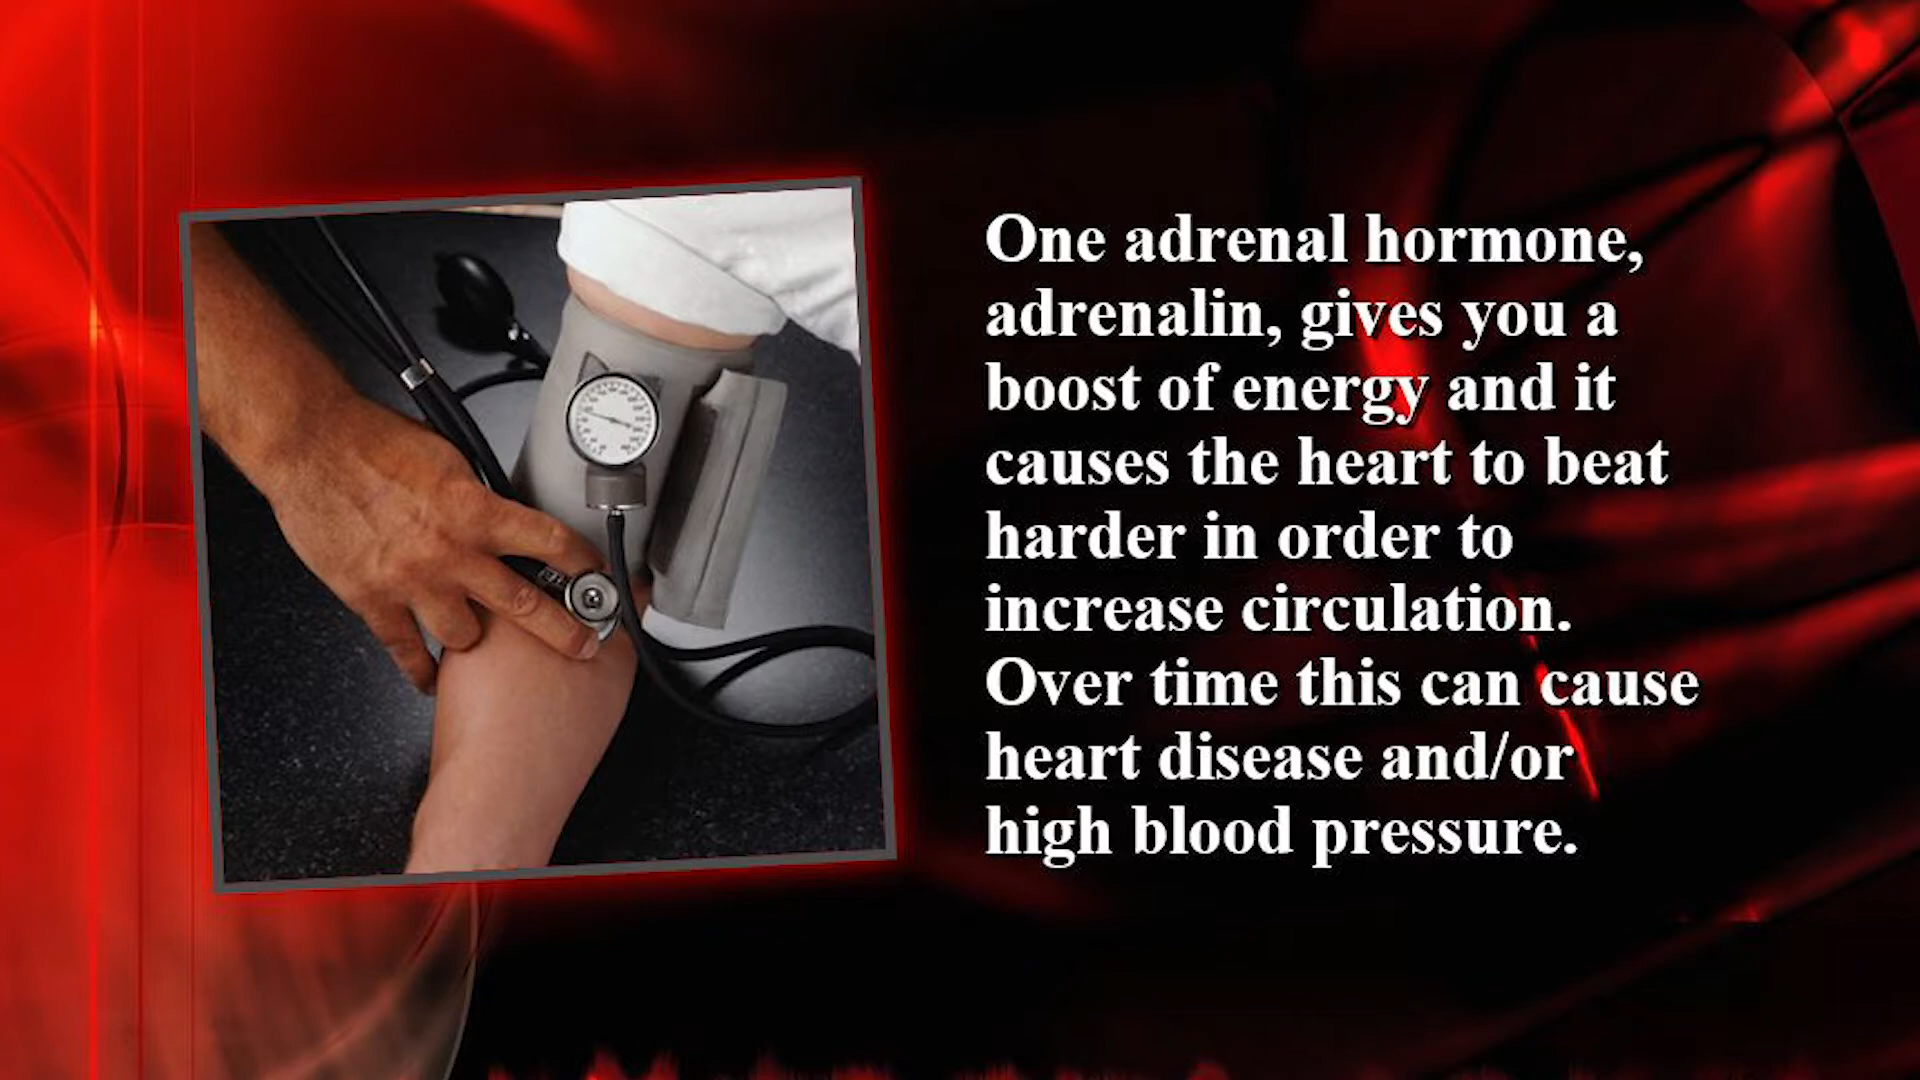 One adrenal hormone,
adrenalin, gives you a
boost of energy and it
causes the heart to beat
harder in order to
increase circulation.
Over time this can cause
heart disease and/or
high blood pressure.